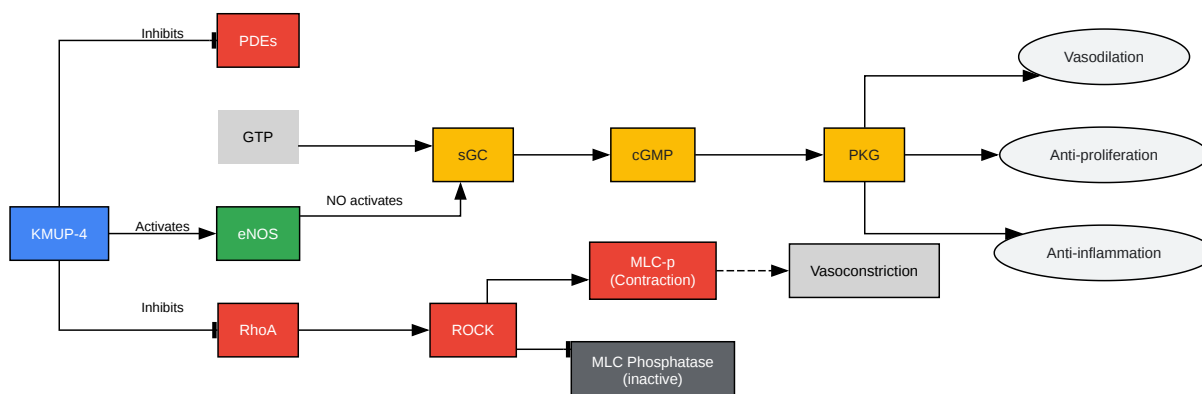 Inhibits
PDEs
Vasodilation
GTP
sGC
cGMP
PKG
Anti-proliferation
NO activates
KMUP-4
Activates
eNOS
Anti-inflammation
MLC-p
(Contraction)
Vasoconstriction
Inhibits
RhoA
ROCK
MLC Phosphatase
(inactive)